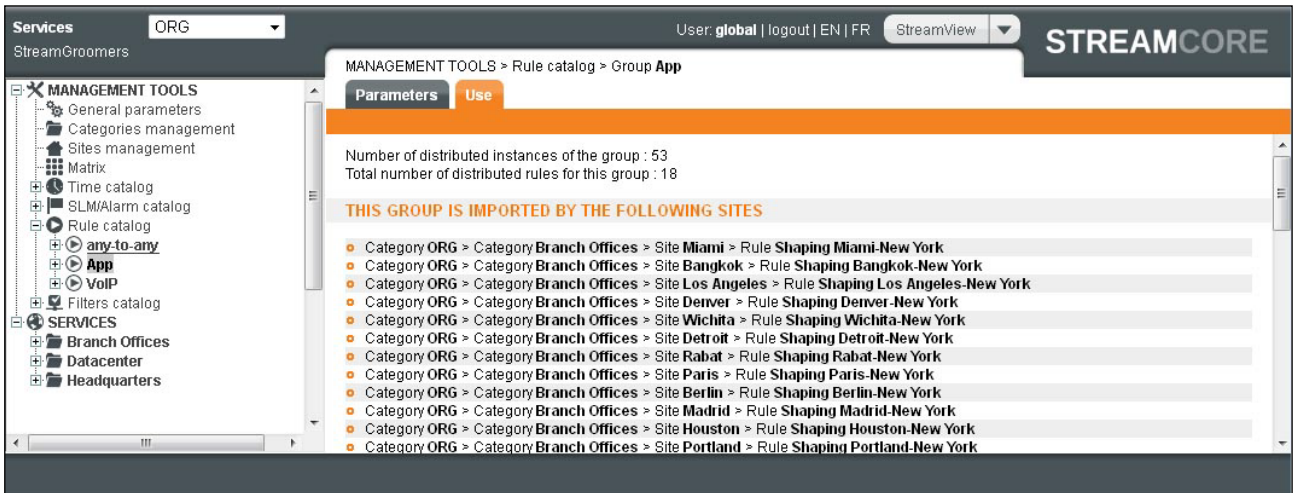 Services ORG
StreamGroomers
User: global | logout | EN | FR StreamView
STREAMCORE
MANAGEMENT TOOLS
General parameters
Categories management
Sites management
Matrix
Time catalog
SLM/Alarm catalog
Rule catalog
any-to-any
App
VoIP
Filters catalog
SERVICES
Branch Offices
Datacenter
Headquarters
MANAGEMENT TOOLS > Rule catalog > Group App
Parameters Use
Number of distributed instances of the group : 53
Total number of distributed rules for this group : 18
THIS GROUP IS IMPORTED BY THE FOLLOWING SITES
Category ORG > Category Branch Offices > Site Miami > Rule Shaping Miami-New York
Category ORG > Category Branch Offices > Site Bangkok > Rule Shaping Bangkok-New York
Category ORG > Category Branch Offices > Site Los Angeles > Rule Shaping Los Angeles-New York
Category ORG > Category Branch Offices > Site Denver > Rule Shaping Denver-New York
Category ORG > Category Branch Offices > Site Wichita > Rule Shaping Wichita-New York
Category ORG > Category Branch Offices > Site Detroit > Rule Shaping Detroit-New York
Category ORG > Category Branch Offices > Site Rabat > Rule Shaping Rabat-New York
Category ORG > Category Branch Offices > Site Paris > Rule Shaping Paris-New York
Category ORG > Category Branch Offices > Site Berlin > Rule Shaping Berlin-New York
Category ORG > Category Branch Offices > Site Madrid > Rule Shaping Madrid-New York
Category ORG > Category Branch Offices > Site Houston > Rule Shaping Houston-New York
Category ORG > Category Branch Offices > Site Portland > Rule Shaping Portland-New York